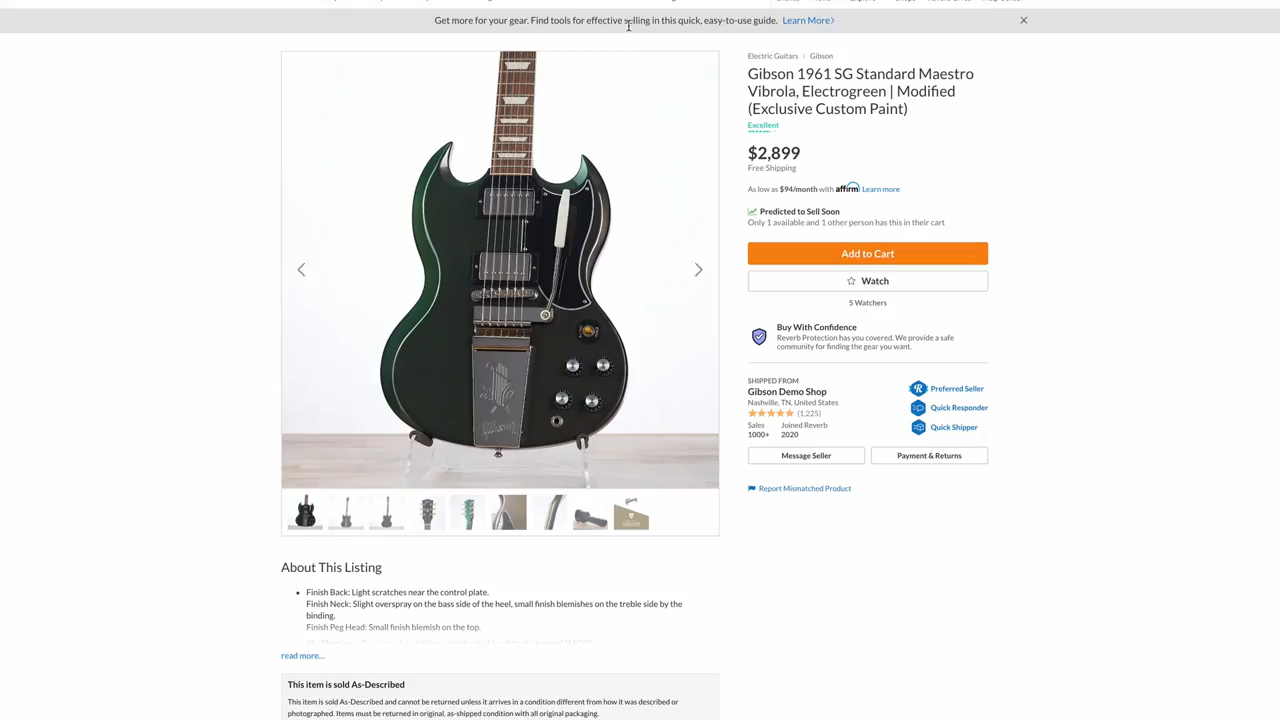 Get more for your gear. Find tools for effective selling in this quick, easy-to-use guide. Learn More
Electric Guitars
Gibson
Gibson 1961 SG Standard Maestro
Vibrola, Electrogreen | Modified
(Exclusive Custom Paint)
Excellent
$2,899
Free Shipping
As low as $94/month with affirm Learn more
Predicted to Sell Soon
Only 1 available and 1 other person has this in their cart
Add to Cart
Watch
5 Watchers
Buy With Confidence
Reverb Protection has you covered. We provide a safe
community for finding the gear you want.
SHIPPED FROM
Gibson Demo Shop
Nashville, TN, United States
(1,225)
Sales
1000+
Joined Reverb
2020
Preferred Seller
Quick Responder
Quick Shipper
Message Seller
Payment & Returns
Report Mismatched Product
About This Listing
Finish Back: Light scratches near the control plate.
Finish Neck: Slight overspray on the bass side of the heel, small finish blemishes on the treble side by the
binding.
Finish Peg Head: Small finish blemish on the top.
read more...
This item is sold As-Described
This item is sold As-Described and cannot be returned unless it arrives in a condition different from how it was described or
photographed. Items must be returned in original, as-shipped condition with all original packaging.